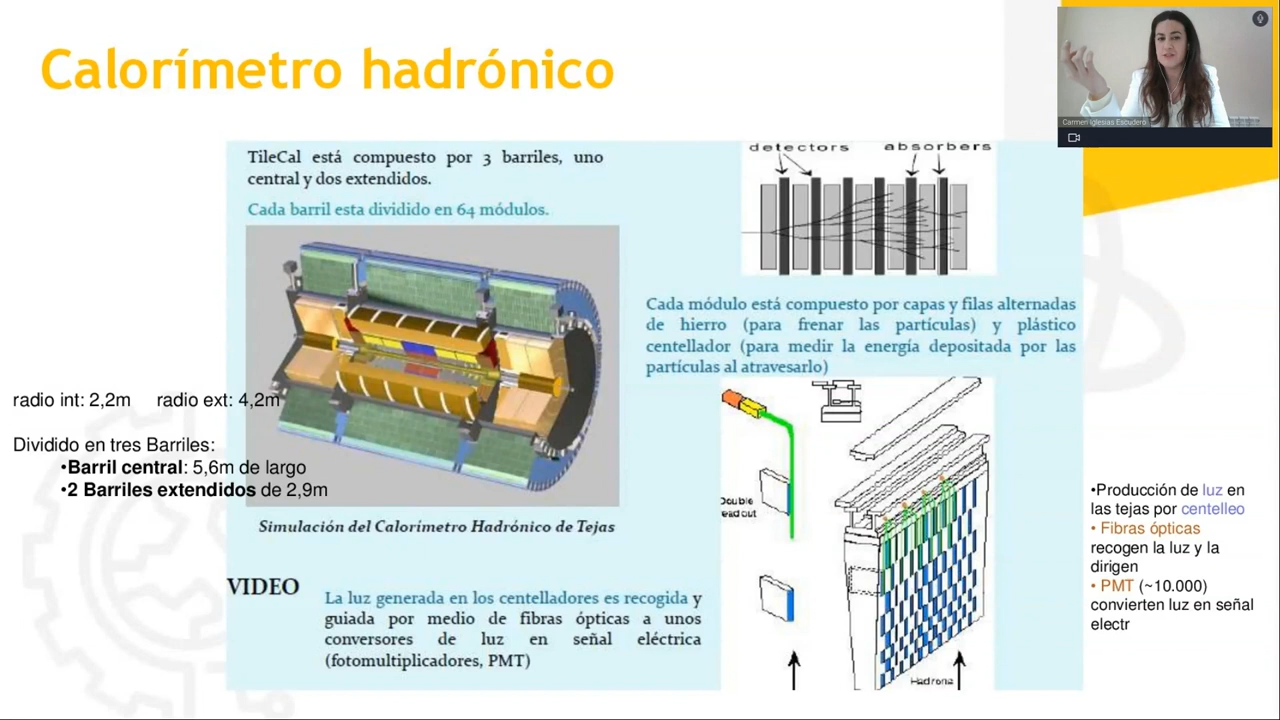 Calorímetro hadrónico
Carmen Iglesias Escudero
TileCal está compuesto por 3 barriles, uno
central y dos extendidos.
Cada barril esta dividido en 64 módulos.
detectors absorbers
Cada módulo está compuesto por capas y filas alternadas
de hierro (para frenar las partículas) y plástico
centellador (para medir la energía depositada por las
partículas al atravesarlo)
radio int: 2,2m radio ext: 4,2m
Dividido en tres Barriles:
•Barril central: 5,6m de largo
•2 Barriles extendidos de 2,9m
Simulación del Calorímetro Hadrónico de Tejas
VIDEO
La luz generada en los centelladores es recogida y
guiada por medio de fibras ópticas a unos
conversores de luz en señal eléctrica
(fotomultiplicadores, PMT)
Double
readout
Hadrons
•Producción de luz en
las tejas por centelleo
• Fibras ópticas
recogen la luz y la
dirigen
• PMT (~10.000)
convierten luz en señal
electr